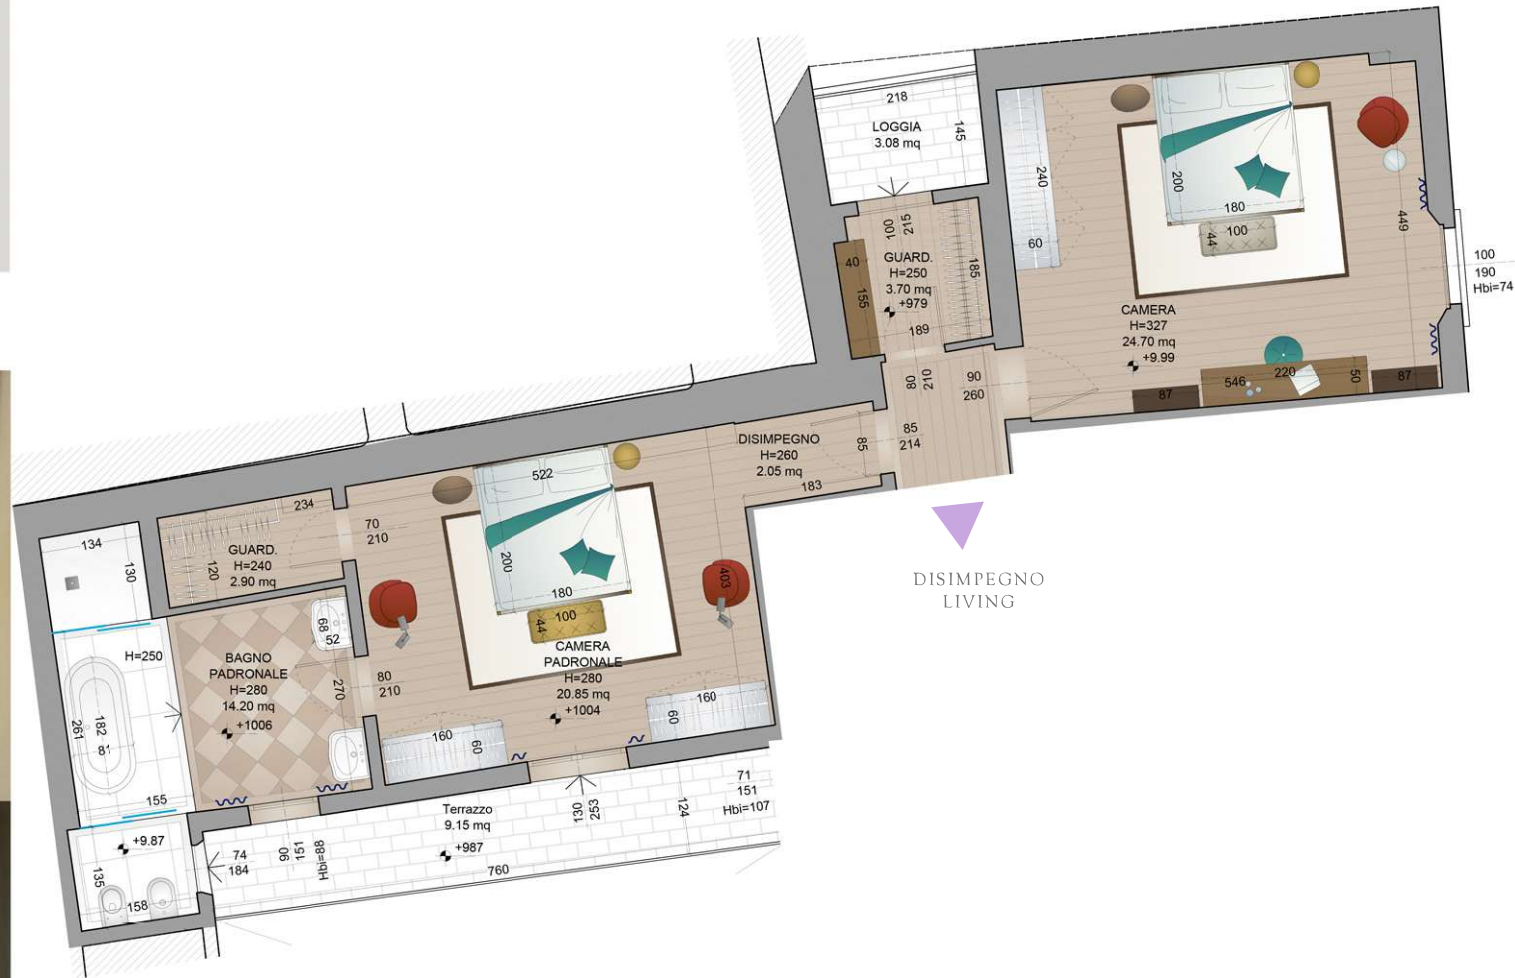 218
LOGGIA
3.08 mq
145
240
60
200
180
100
44
449
100
190
Hbi=74
100
215
GUARD.
H=250
3.70 mq
+979
40
155
185
189
CAMERA
H=327
24.70 mq
+9.99
80
210
90
260
87
546
220
50
87
DISIMPEGNO
H=260
2.05 mq
85
85
214
183
522
234
70
210
134
130
GUARD.
H=240
2.90 mq
120
200
180
100
44
403
DISIMPEGNO
LIVING
68
52
H=250
BAGNO
PADRONALE
H=280
14.20 mq
+1006
270
80
210
CAMERA
PADRONALE
H=280
20.85 mq
+1004
261
182
81
155
160
60
160
60
Terrazzo
9.15 mq
+987
130
253
124
71
151
Hbi=107
+9.87
74
184
90
151
Hbi=88
135
158
760